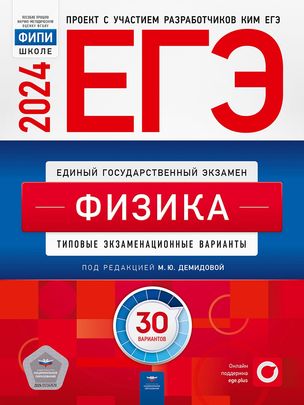 ПРОЕКТ С УЧАСТИЕМ РАЗРАБОТЧИКОВ КИМ ЕГЭ
ФИПИ
ШКОЛЕ
2024
ЕГЭ
ЕДИНЫЙ ГОСУДАРСТВЕННЫЙ ЭКЗАМЕН
ФИЗИКА
ТИПОВЫЕ ЭКЗАМЕНАЦИОННЫЕ ВАРИАНТЫ
ПОД РЕДАКЦИЕЙ М. Ю. ДЕМИДОВОЙ
30
ВАРИАНТОВ
Онлайн
поддержка
ege.plus